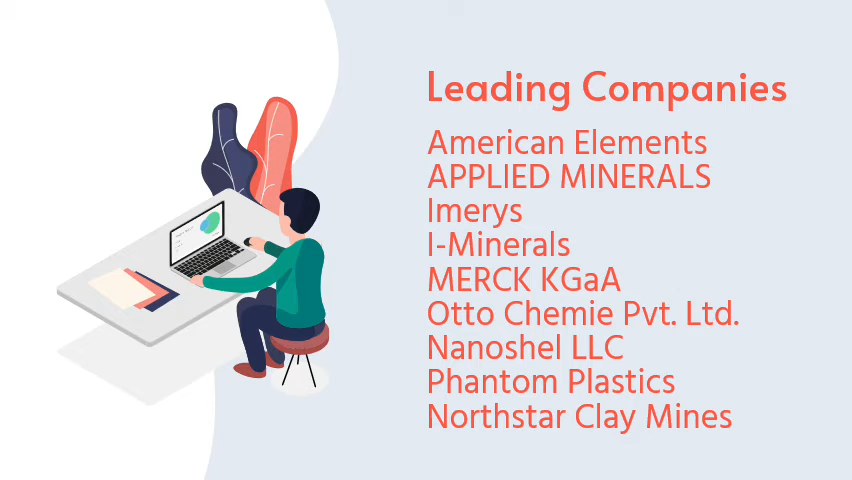 Leading Companies
American Elements
APPLIED MINERALS
Imerys
I-Minerals
MERCK KGaA
Otto Chemie Pvt. Ltd.
Nanoshel LLC
Phantom Plastics
Northstar Clay Mines